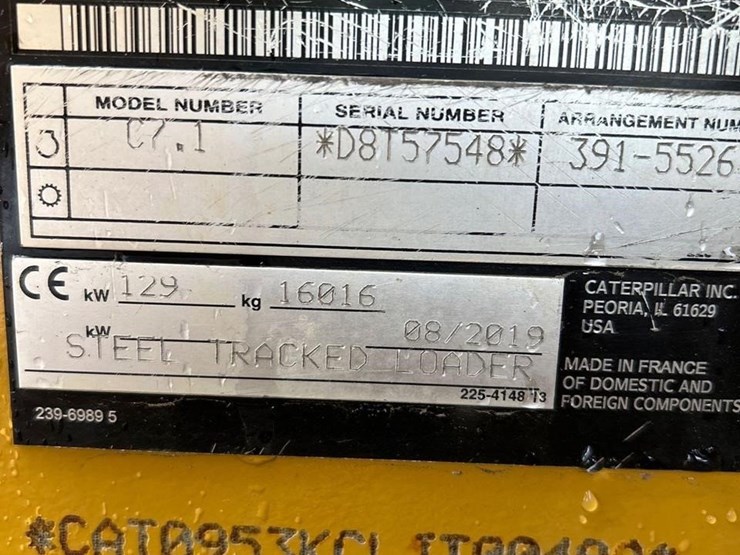 MODEL NUMBER SERIAL NUMBER ARRANGEMENT NUM
C7.1 *D8T57548* 391-5526
CE kW 129 kg 16016
kW 08/2019
STEEL TRACKED LOADER
225-4148 13
239-6989 5
CATERPILLAR INC.
PEORIA, IL 61629
USA
MADE IN FRANCE
OF DOMESTIC AND
FOREIGN COMPONENTS